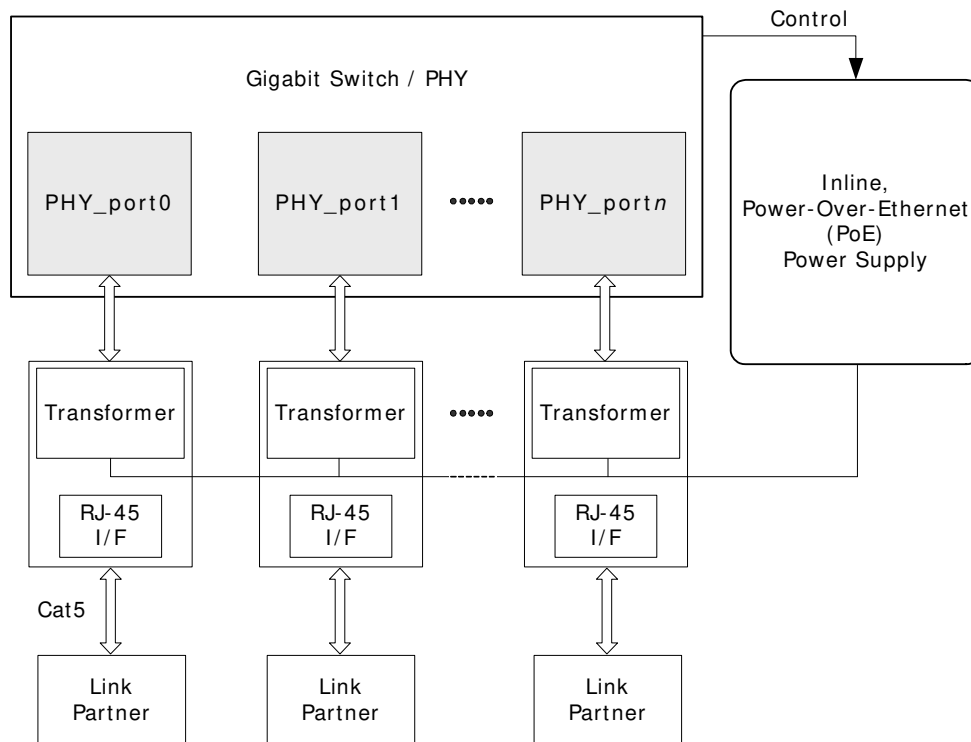 Control
Gigabit Switch / PHY
PHY_port0
PHY_port1
PHY_portn
Inline,
Power-Over-Ethernet
(PoE)
Power Supply
Transformer
Transformer
Transformer
RJ-45
I/F
RJ-45
I/F
RJ-45
I/F
Cat5
Link
Partner
Link
Partner
Link
Partner